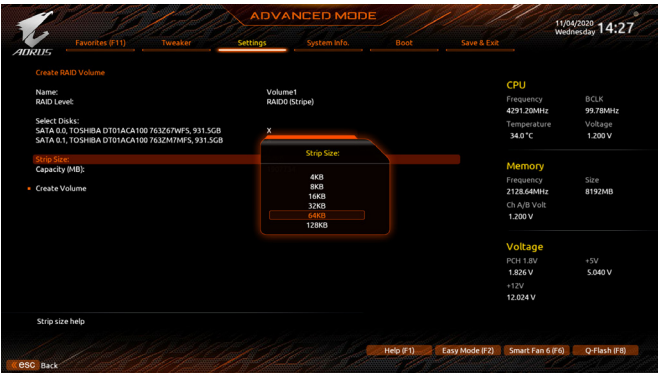 ADVANCED MODE
11/04/2020 Wednesday 14:27
AORUS
Favorites (F11) Tweaker Settings System Info. Boot Save & Exit
Create RAID Volume
Name: Volume1
RAID Level: RAID0 (Stripe)
Select Disks:
SATA 0.0, TOSHIBA DT01ACA100 763Z67WFS, 931.5GB X
SATA 0.1, TOSHIBA DT01ACA100 763ZM7MFS, 931.5GB
Strip Size:
Capacity (MB):
Create Volume
Strip Size:
4KB
8KB
16KB
32KB
64KB
128KB
CPU
Frequency BCLK
4291.20MHz 99.78MHz
Temperature Voltage
34.0 °C 1.200 V
Memory
Frequency Size
2128.64MHz 8192MB
Ch A/B Volt
1.200 V
Voltage
PCH 1.8V +5V
1.826 V 5.040 V
+12V
12.024 V
Strip size help
Help (F1) Easy Mode (F2) Smart Fan 6 (F6) Q-Flash (F8)
esc Back